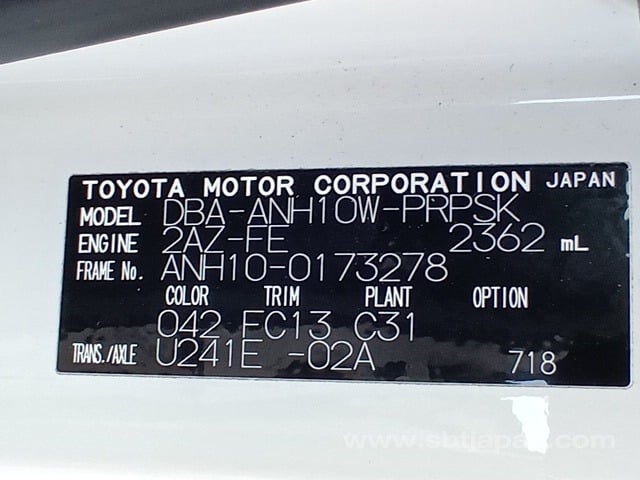 TOYOTA MOTOR CORPORATION JAPAN
MODEL DBA-ANH10W-PRPSK
ENGINE 2AZ-FE 2362 mL
FRAME No. ANH10-0173278
COLOR TRIM PLANT OPTION
042 FC13 C31
TRANS./AXLE U241E -02A 718
www.sbtjapan.com